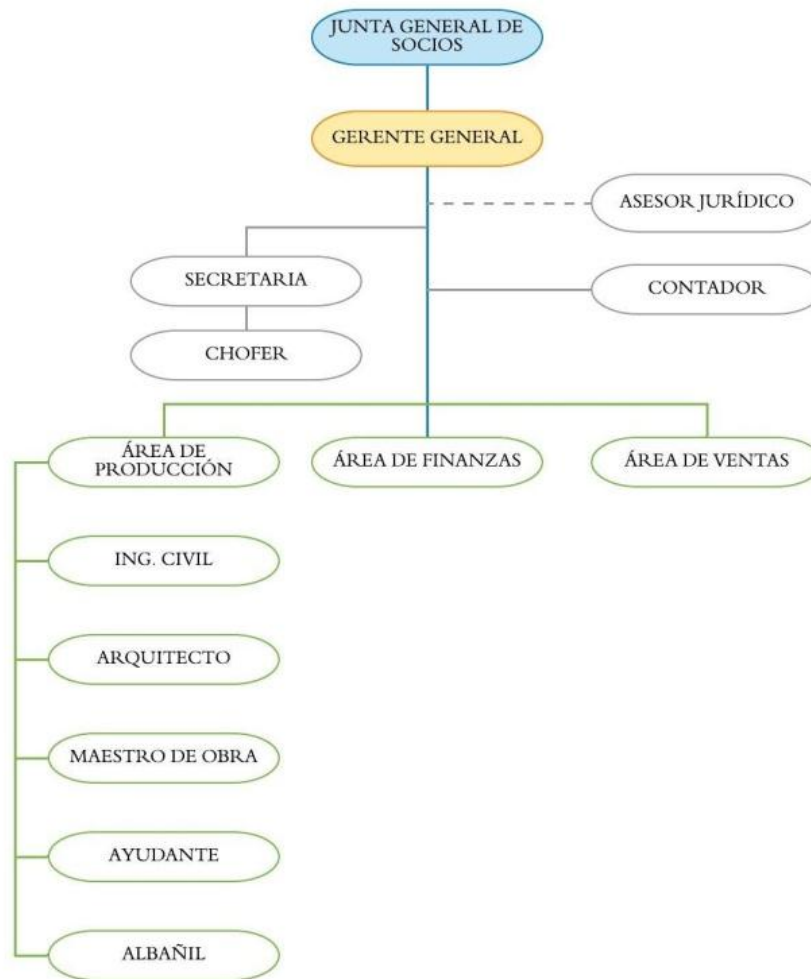 JUNTA GENERAL DE
SOCIOS
GERENTE GENERAL
ASESOR JURÍDICO
SECRETARIA
CONTADOR
CHOFER
ÁREA DE
PRODUCCIÓN
ÁREA DE FINANZAS
ÁREA DE VENTAS
ING. CIVIL
ARQUITECTO
MAESTRO DE OBRA
AYUDANTE
ALBAÑIL